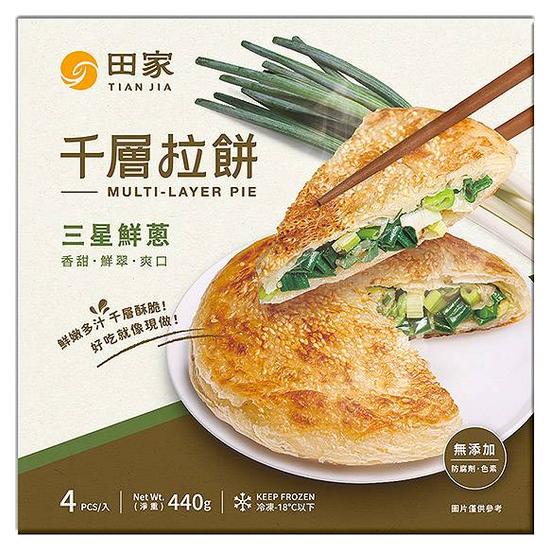 田家
TIAN JIA
千層拉餅
MULTI-LAYER PIE
三星鮮蔥
香甜·鮮翠·爽口
鮮嫩多汁 千層酥脆!
好吃就像現做!
無添加
防腐劑·色素
4 PCS/入
Net Wt. (淨重) 440g
KEEP FROZEN
冷凍-18°C以下
圖片僅供參考